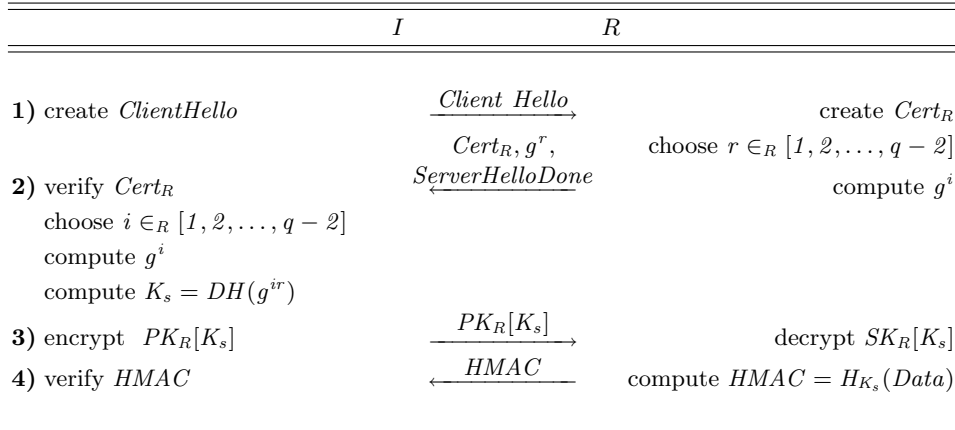 I R
1) create ClientHello Client Hello create Cert_R
Cert_R, g^r, choose r ∈_R [1, 2, . . . , q − 2]
2) verify Cert_R ServerHelloDone compute g^i
choose i ∈_R [1, 2, . . . , q − 2]
compute g^i
compute K_s = DH(g^{ir})
3) encrypt PK_R[K_s] PK_R[K_s] decrypt SK_R[K_s]
4) verify HMAC HMAC compute HMAC = H_{K_s}(Data)